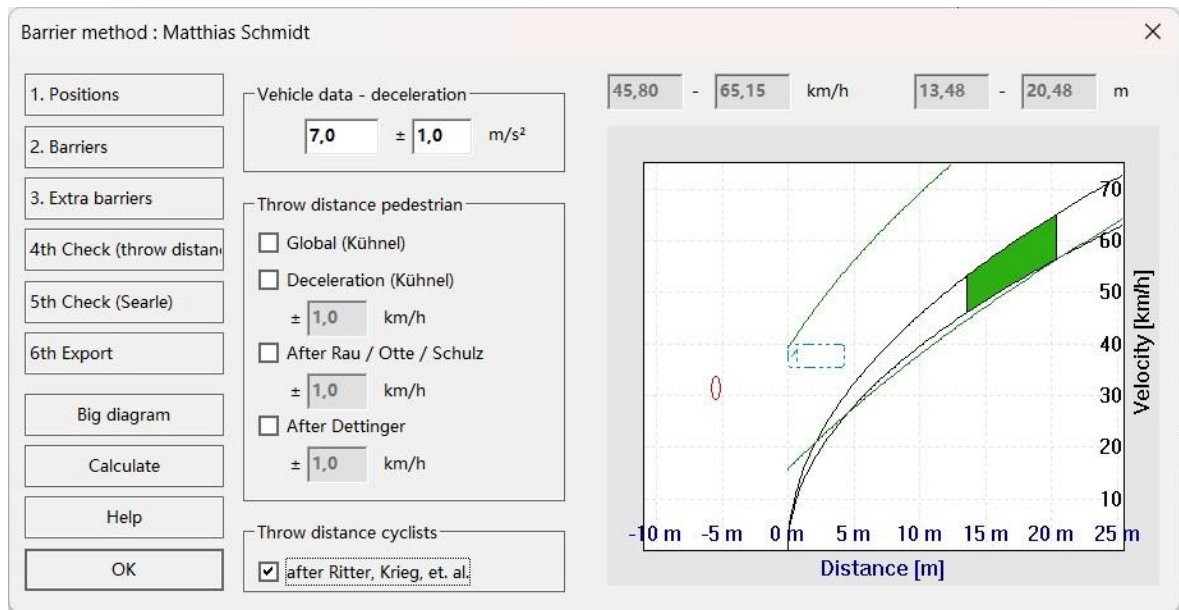 Barrier method : Matthias Schmidt
1. Positions
2. Barriers
3. Extra barriers
4th Check (throw distan
5th Check (Searle)
6th Export
Big diagram
Calculate
Help
OK
Vehicle data - deceleration
7,0 ± 1,0 m/s²
Throw distance pedestrian
Global (Kühnel)
Deceleration (Kühnel)
± 1,0 km/h
After Rau / Otte / Schulz
± 1,0 km/h
After Dettinger
± 1,0 km/h
Throw distance cyclists
after Ritter, Krieg, et. al.
45,80 - 65,15 km/h 13,48 - 20,48 m
70
60
50
40
30
20
10
Velocity [km/h]
-10 m -5 m 0 m 5 m 10 m 15 m 20 m 25 m
Distance [m]